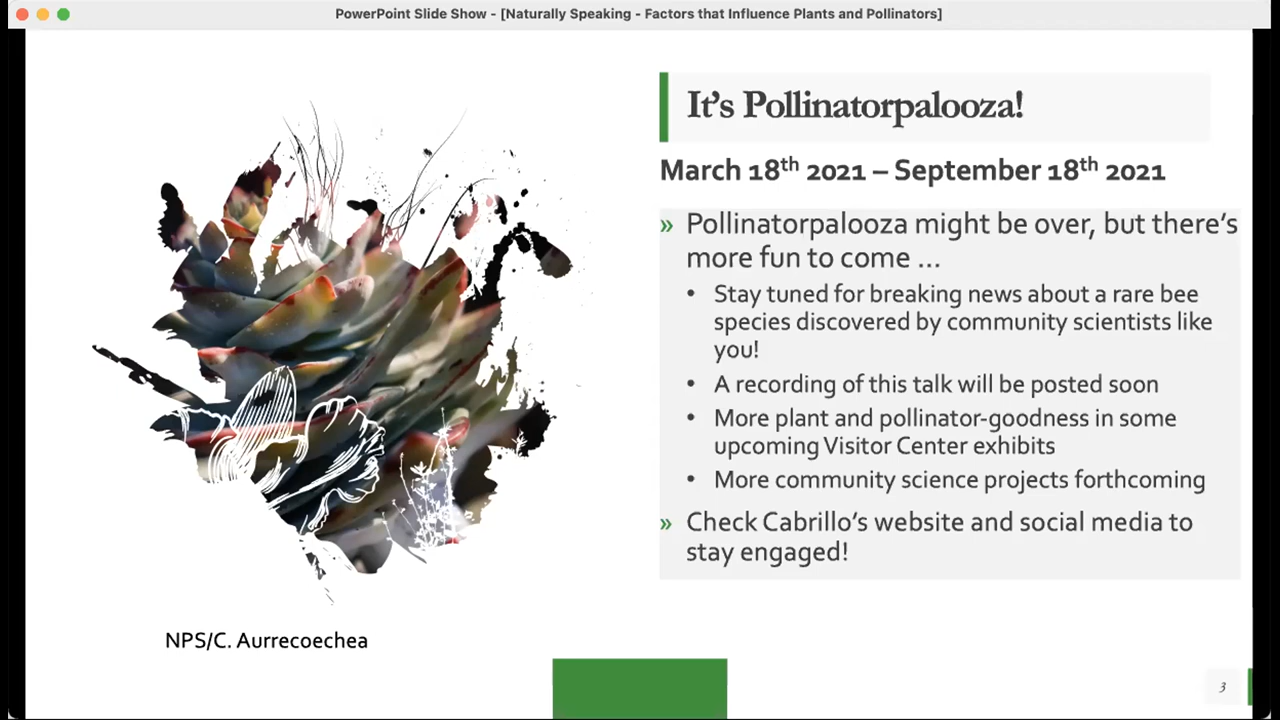 PowerPoint Slide Show - [Naturally Speaking - Factors that Influence Plants and Pollinators]
It's Pollinatorpalooza!
March 18th 2021 – September 18th 2021
» Pollinatorpalooza might be over, but there's
more fun to come …
• Stay tuned for breaking news about a rare bee
species discovered by community scientists like
you!
• A recording of this talk will be posted soon
• More plant and pollinator-goodness in some
upcoming Visitor Center exhibits
• More community science projects forthcoming
» Check Cabrillo's website and social media to
stay engaged!
NPS/C. Aurrecoechea
3